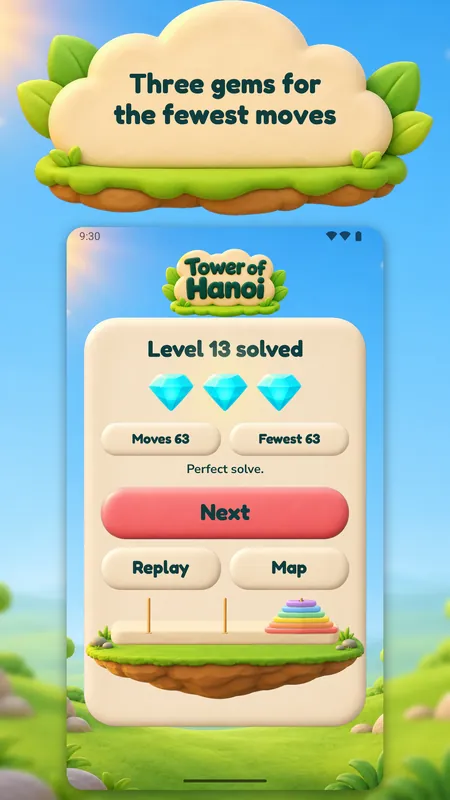 Three gems for
the fewest moves
9:30
Tower of
Hanoi
Level 13 solved
Moves 63
Fewest 63
Perfect solve.
Next
Replay
Map